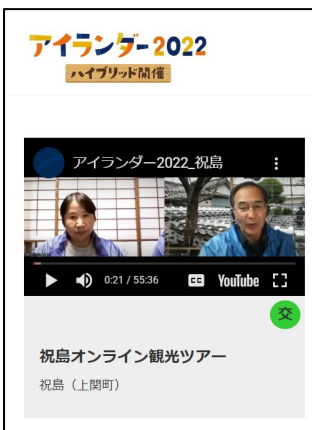 アイランダー2022
ハイブリッド開催
アイランダー2022_祝島
0:21 / 55:36
CC
YouTube
交
祝島オンライン観光ツアー
祝島（上関町）